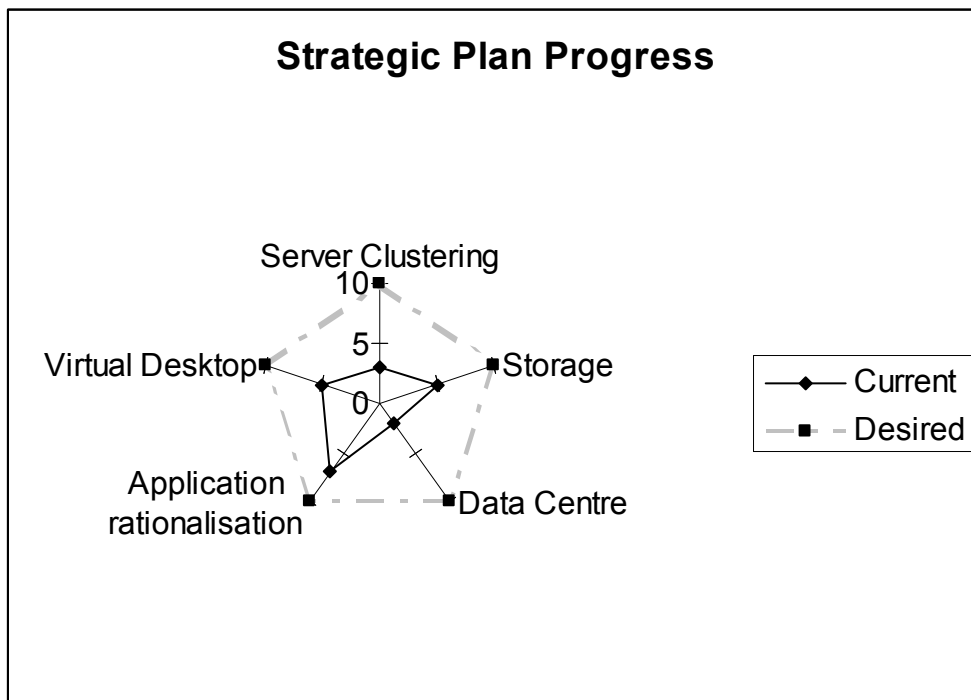 Strategic Plan Progress
Server Clustering
10
5
0
Virtual Desktop
Storage
Application
rationalisation
Data Centre
Current
Desired